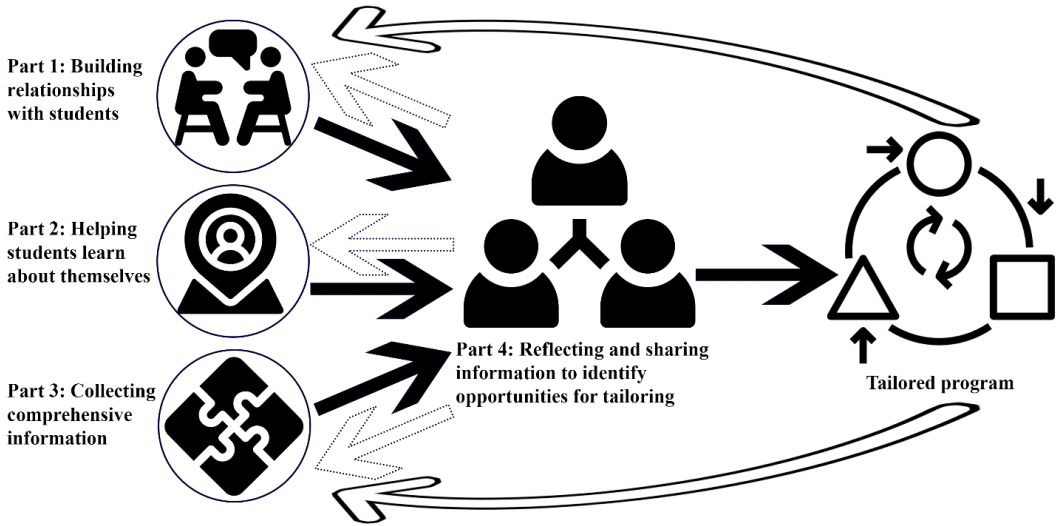 Part 1: Building
relationships
with students
Part 2: Helping
students learn
about themselves
Part 3: Collecting
comprehensive
information
Part 4: Reflecting and sharing
information to identify
opportunities for tailoring
Tailored program